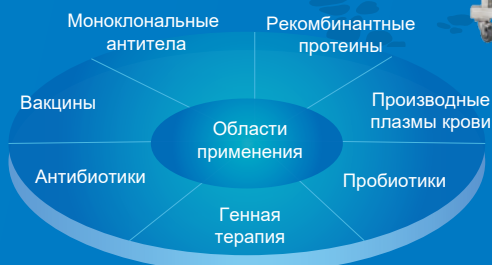 Моноклональные
антитела
Рекомбинантные
протеины
Вакцины
Производные
плазмы крови
Области
применения
Антибиотики
Пробиотики
Генная
терапия